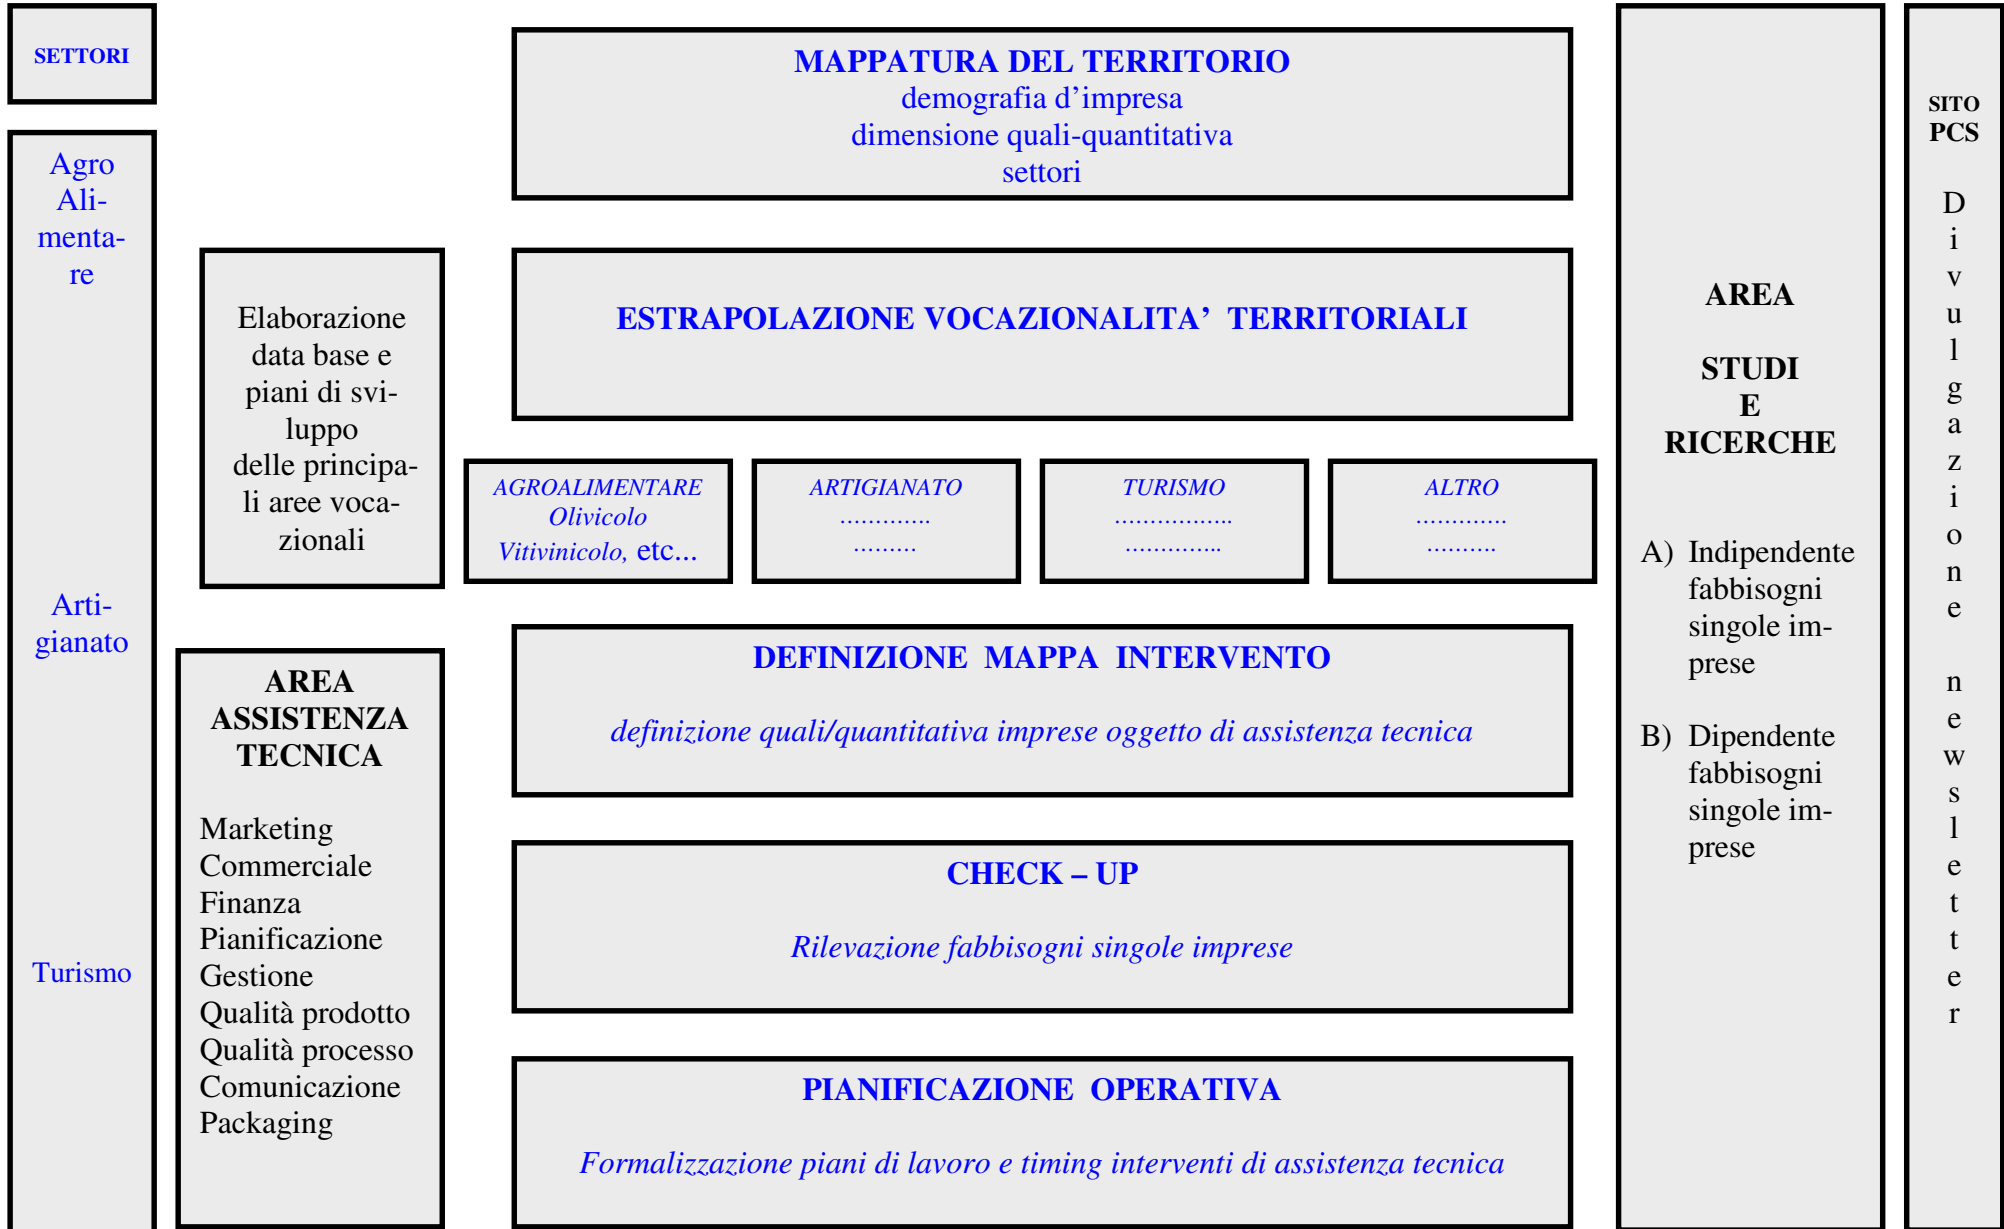 SETTORI
Agro
Ali-
menta-
re
Arti-
gianato
Turismo
Elaborazione
data base e
piani di svi-
luppo
delle principa-
li aree voca-
zionali
AREA
ASSISTENZA
TECNICA
Marketing
Commerciale
Finanza
Pianificazione
Gestione
Qualità prodotto
Qualità processo
Comunicazione
Packaging
MAPPATURA DEL TERRITORIO
demografia d’impresa
dimensione quali-quantitativa
settori
ESTRAPOLAZIONE VOCAZIONALITA’ TERRITORIALI
AGROALIMENTARE
Olivicolo
Vitivinicolo, etc...
ARTIGIANATO
………….
………
TURISMO
……………..
…………..
ALTRO
………….
……….
DEFINIZIONE MAPPA INTERVENTO
definizione quali/quantitativa imprese oggetto di assistenza tecnica
CHECK – UP
Rilevazione fabbisogni singole imprese
PIANIFICAZIONE OPERATIVA
Formalizzazione piani di lavoro e timing interventi di assistenza tecnica
AREA
STUDI
E
RICERCHE
A) Indipendente
fabbisogni
singole im-
prese
B) Dipendente
fabbisogni
singole im-
prese
SITO
PCS
D
i
v
u
l
g
a
z
i
o
n
e
n
e
w
s
l
e
t
t
e
r